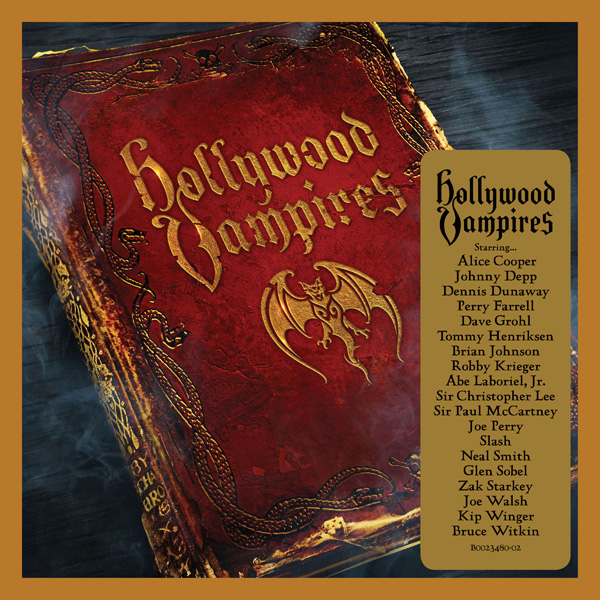 Hollywood
Vampires
Hollywood
Vampires
Starring...
Alice Cooper
Johnny Depp
Dennis Dunaway
Perry Farrell
Dave Grohl
Tommy Henriksen
Brian Johnson
Robby Krieger
Abe Laboriel, Jr.
Sir Christopher Lee
Sir Paul McCartney
Joe Perry
Slash
Neal Smith
Glen Sobel
Zak Starkey
Joe Walsh
Kip Winger
Bruce Witkin
B0023480-02